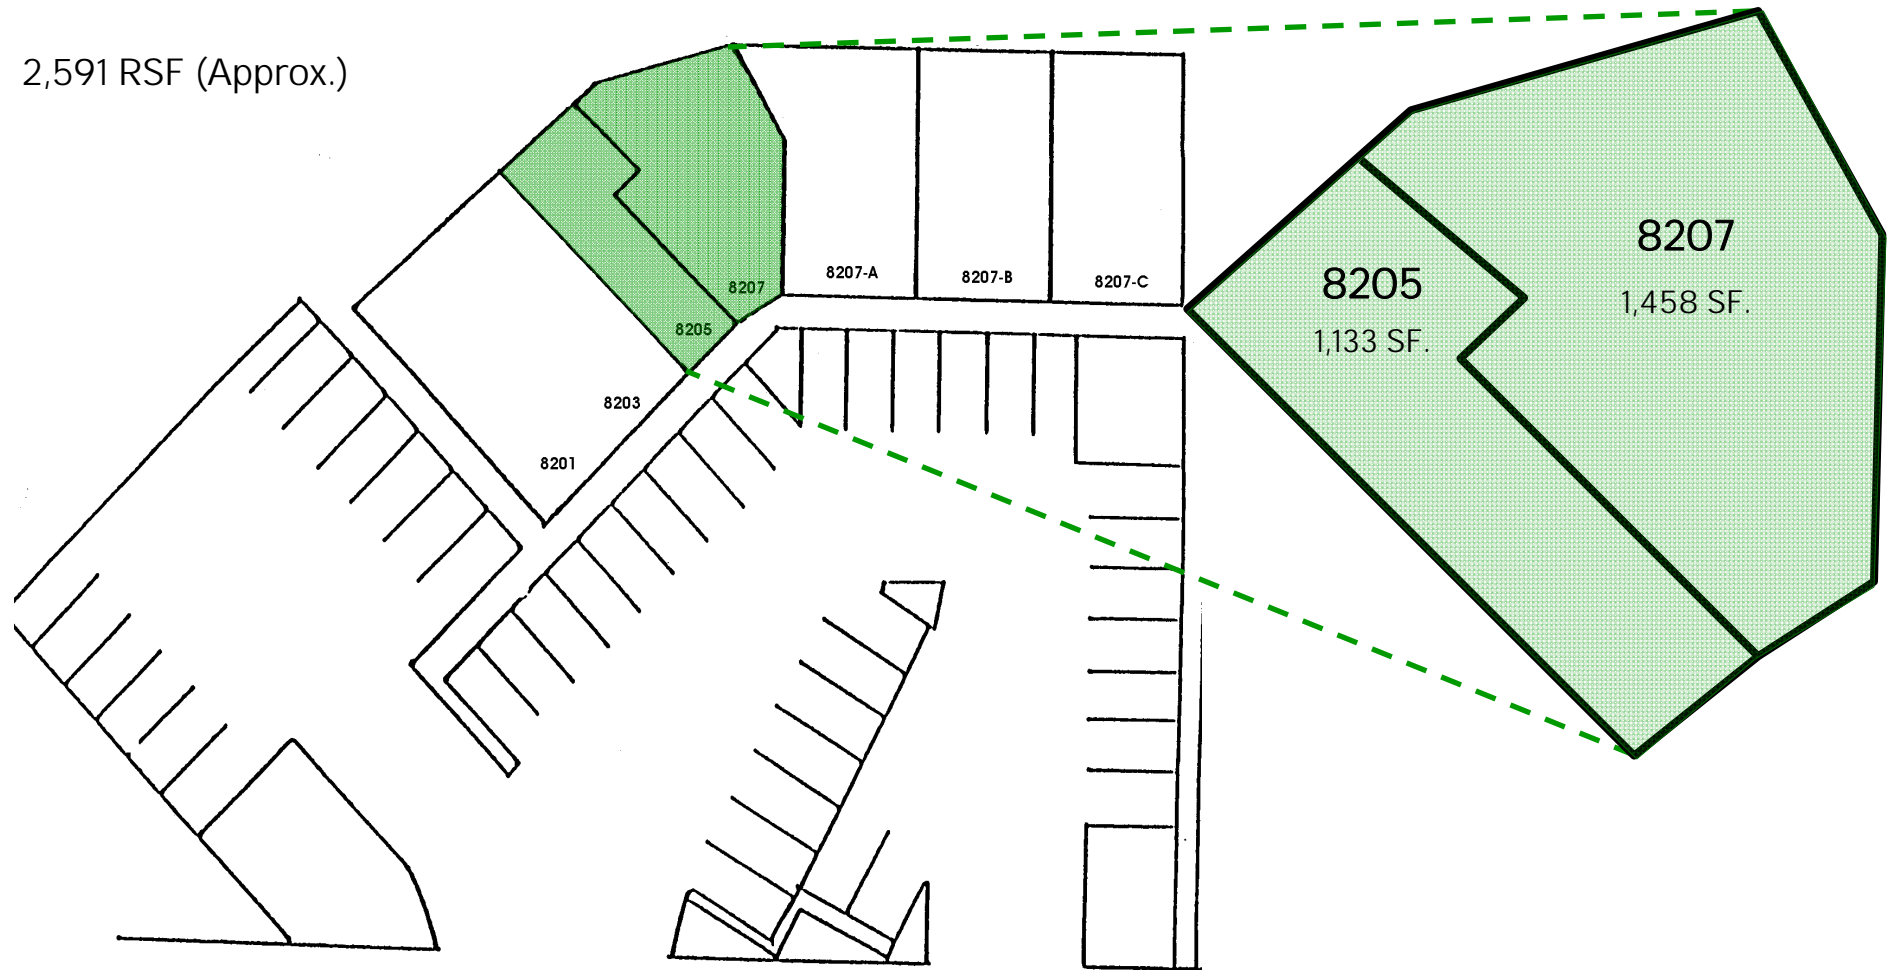 2,591 RSF (Approx.)
8207-A
8207-B
8207-C
8207
8205
8203
8201
8207
1,458 SF.
8205
1,133 SF.